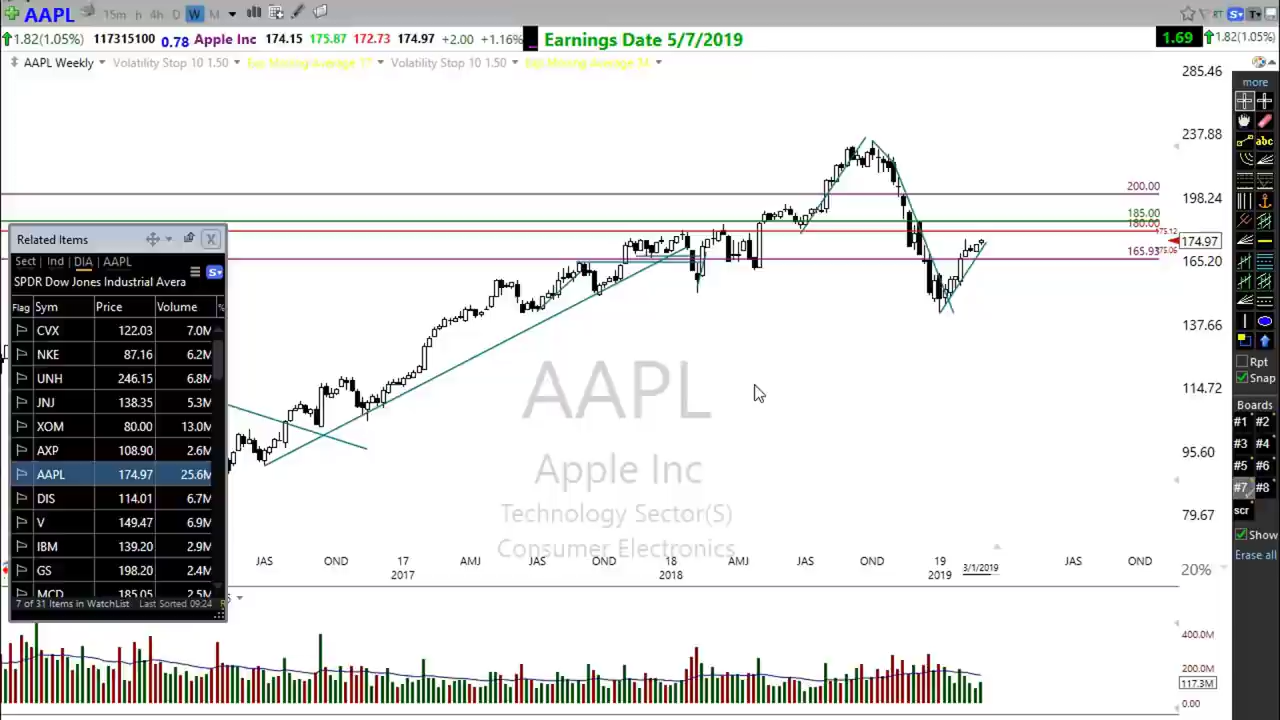 AAPL 15m h 4h D W M RT S T
1.82(1.05%) 117315100 0.78 Apple Inc 174.15 175.87 172.73 174.97 +2.00 +1.16% Earnings Date 5/7/2019 1.69 1.82(1.05%)
AAPL Weekly Volatility Stop 10 1.50 Volatility Stop 10 1.50
more
abc
Rpt
Snap
Boards
#1 #2
#3 #4
#5 #6
#7 #8
scr
Show
Erase all
285.46
237.88
198.24
174.97
165.20
137.66
114.72
95.60
79.67
20%
200.00
185.00
180.00
165.93
Related Items
Sect Ind DIA AAPL
SPDR Dow Jones Industrial Avera
Flag Sym Price Volume %
CVX 122.03 7.0M
NKE 87.16 6.2M
UNH 246.15 6.8M
JNJ 138.35 5.3M
XOM 80.00 13.0M
AXP 108.90 2.6M
AAPL 174.97 25.6M
DIS 114.01 6.7M
V 149.47 6.9M
IBM 139.20 2.9M
GS 198.20 2.4M
MCD 185.05 2.5M
7 of 31 Items in WatchList Last Sorted 09:24
AAPL
Apple Inc
Technology Sector(S)
Consumer Electronics
JAS OND 17 AMJ JAS OND 18 AMJ JAS OND 19 3/1/2019 JAS OND
2017 2018 2019
400.0M
200.0M
117.3M
0.00